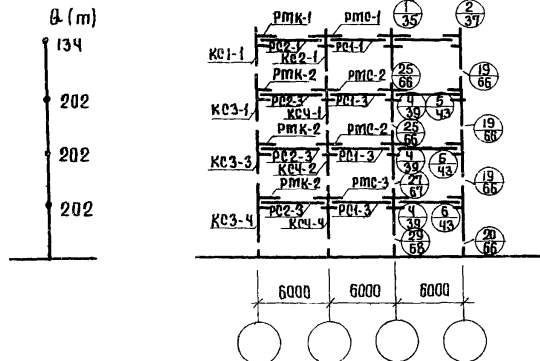 Q (т)
134
202
202
202
РМК-1
РМС-1
1
35
2
37
КС1-1
РС2-1
КС2-1
РС1-1
РМК-2
РМС-2
25
66
19
66
КС3-1
РС2-3
КС4-1
РС1-3
4
39
5
43
РМК-2
РМС-2
25
66
19
66
КС3-3
РС2-3
КС4-2
РС1-3
4
39
6
43
РМК-2
РМС-3
27
67
19
66
КС3-4
РС2-3
КС4-4
РС1-3
4
39
6
43
29
68
20
66
6000
6000
6000